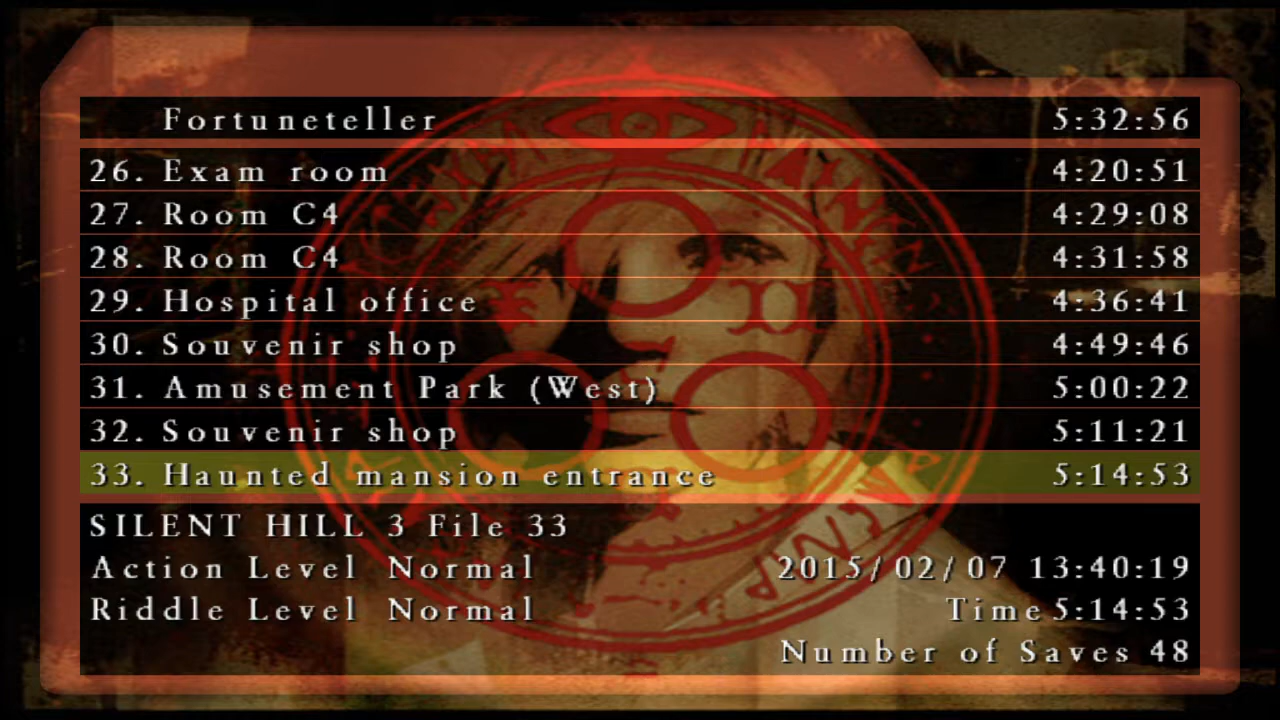 Fortuneteller 5:32:56
26. Exam room 4:20:51
27. Room C4 4:29:08
28. Room C4 4:31:58
29. Hospital office 4:36:41
30. Souvenir shop 4:49:46
31. Amusement Park (West) 5:00:22
32. Souvenir shop 5:11:21
33. Haunted mansion entrance 5:14:53
SILENT HILL 3 File 33
Action Level Normal 2015/02/07 13:40:19
Riddle Level Normal Time 5:14:53
Number of Saves 48